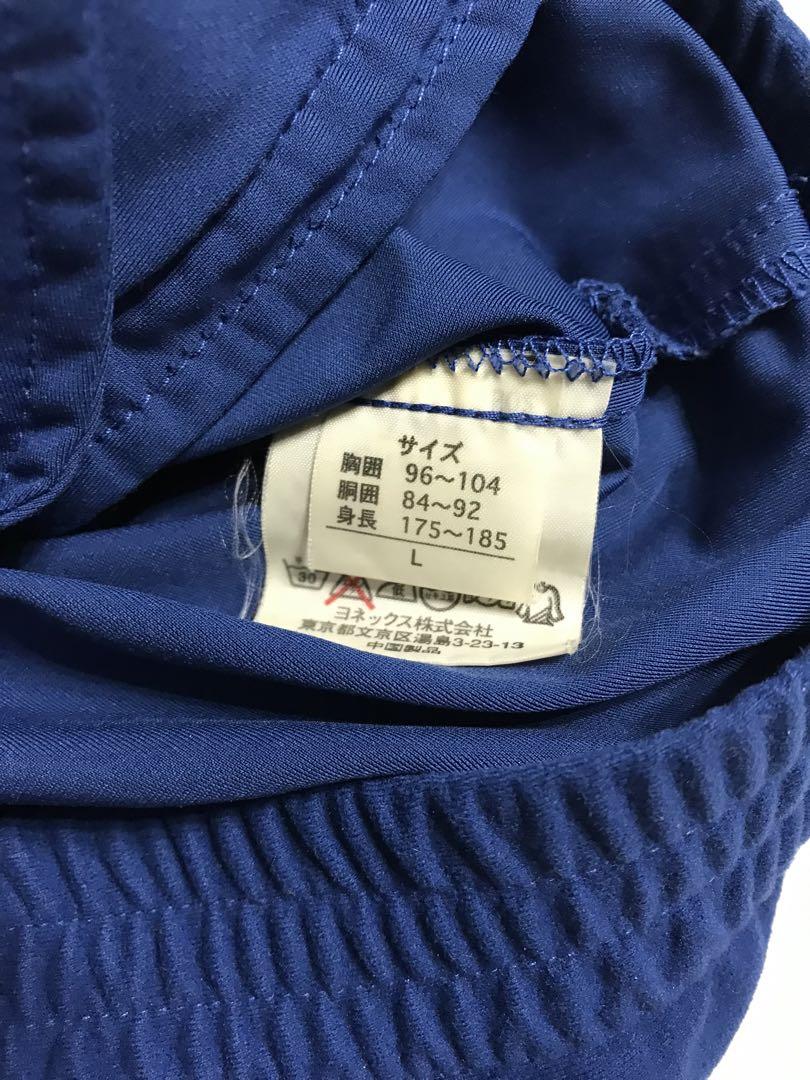 サイズ
胸囲 96〜104
胴囲 84〜92
身長 175〜185
L
30 低
ヨネックス株式会社
東京都文京区湯島3-23-13
中国製品